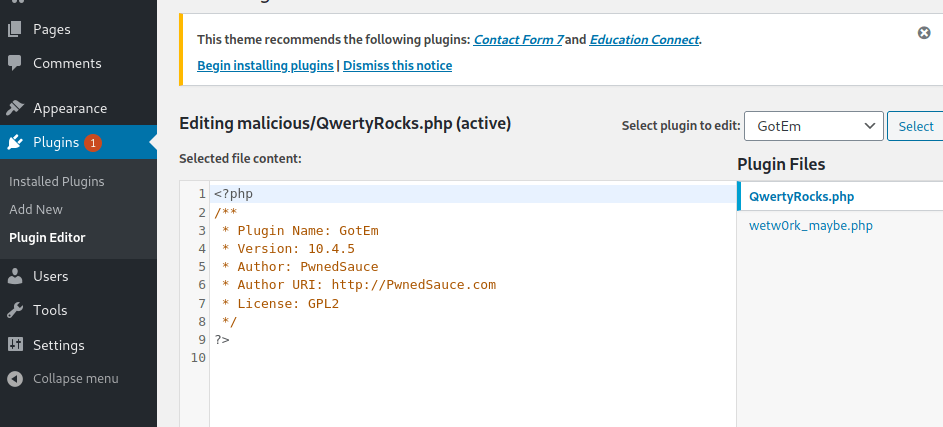 Pages
Comments
Appearance
Plugins 1
Installed Plugins
Add New
Plugin Editor
Users
Tools
Settings
Collapse menu
This theme recommends the following plugins: Contact Form 7 and Education Connect.
Begin installing plugins | Dismiss this notice
Editing malicious/QwertyRocks.php (active)
Select plugin to edit: GotEm Select
Selected file content:
1 <?php
2 /**
3  * Plugin Name: GotEm
4  * Version: 10.4.5
5  * Author: PwnedSauce
6  * Author URI: http://PwnedSauce.com
7  * License: GPL2
8  */
9 ?>
10
Plugin Files
QwertyRocks.php
wetw0rk_maybe.php